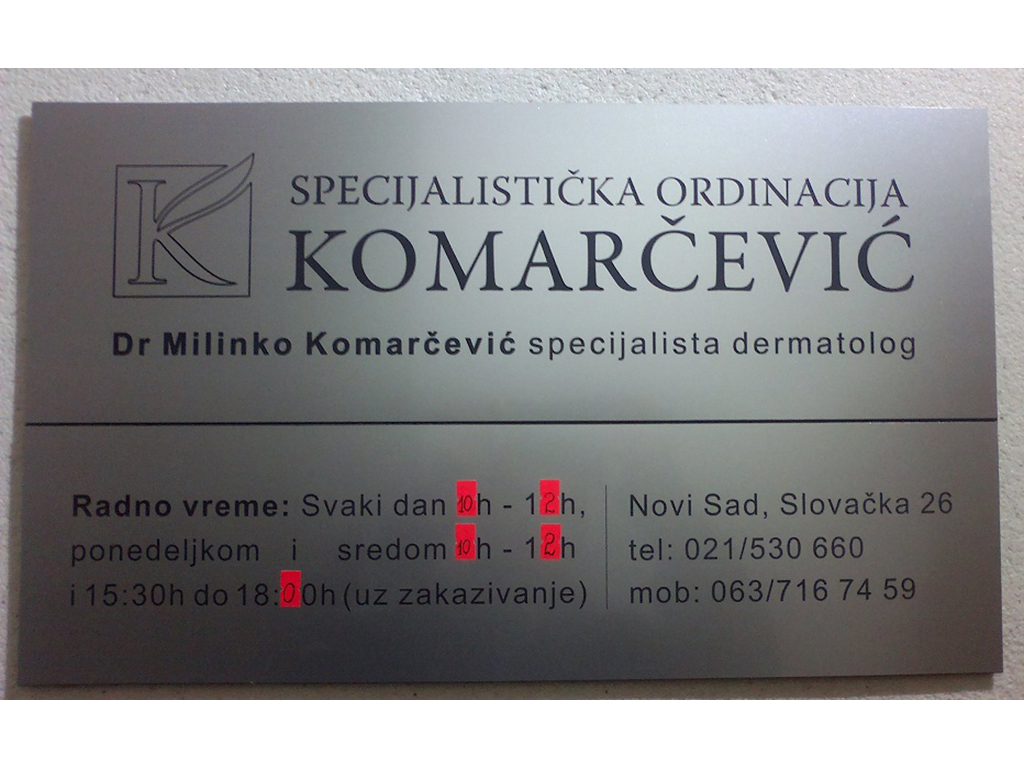 K
SPECIJALISTIČKA ORDINACIJA
KOMARČEVIĆ
Dr Milinko Komarčević specijalista dermatolog
Radno vreme: Svaki dan 10h - 12h,
ponedeljkom i sredom 10h - 12h
i 15:30h do 18:00h (uz zakazivanje)
Novi Sad, Slovačka 26
tel: 021/530 660
mob: 063/716 74 59